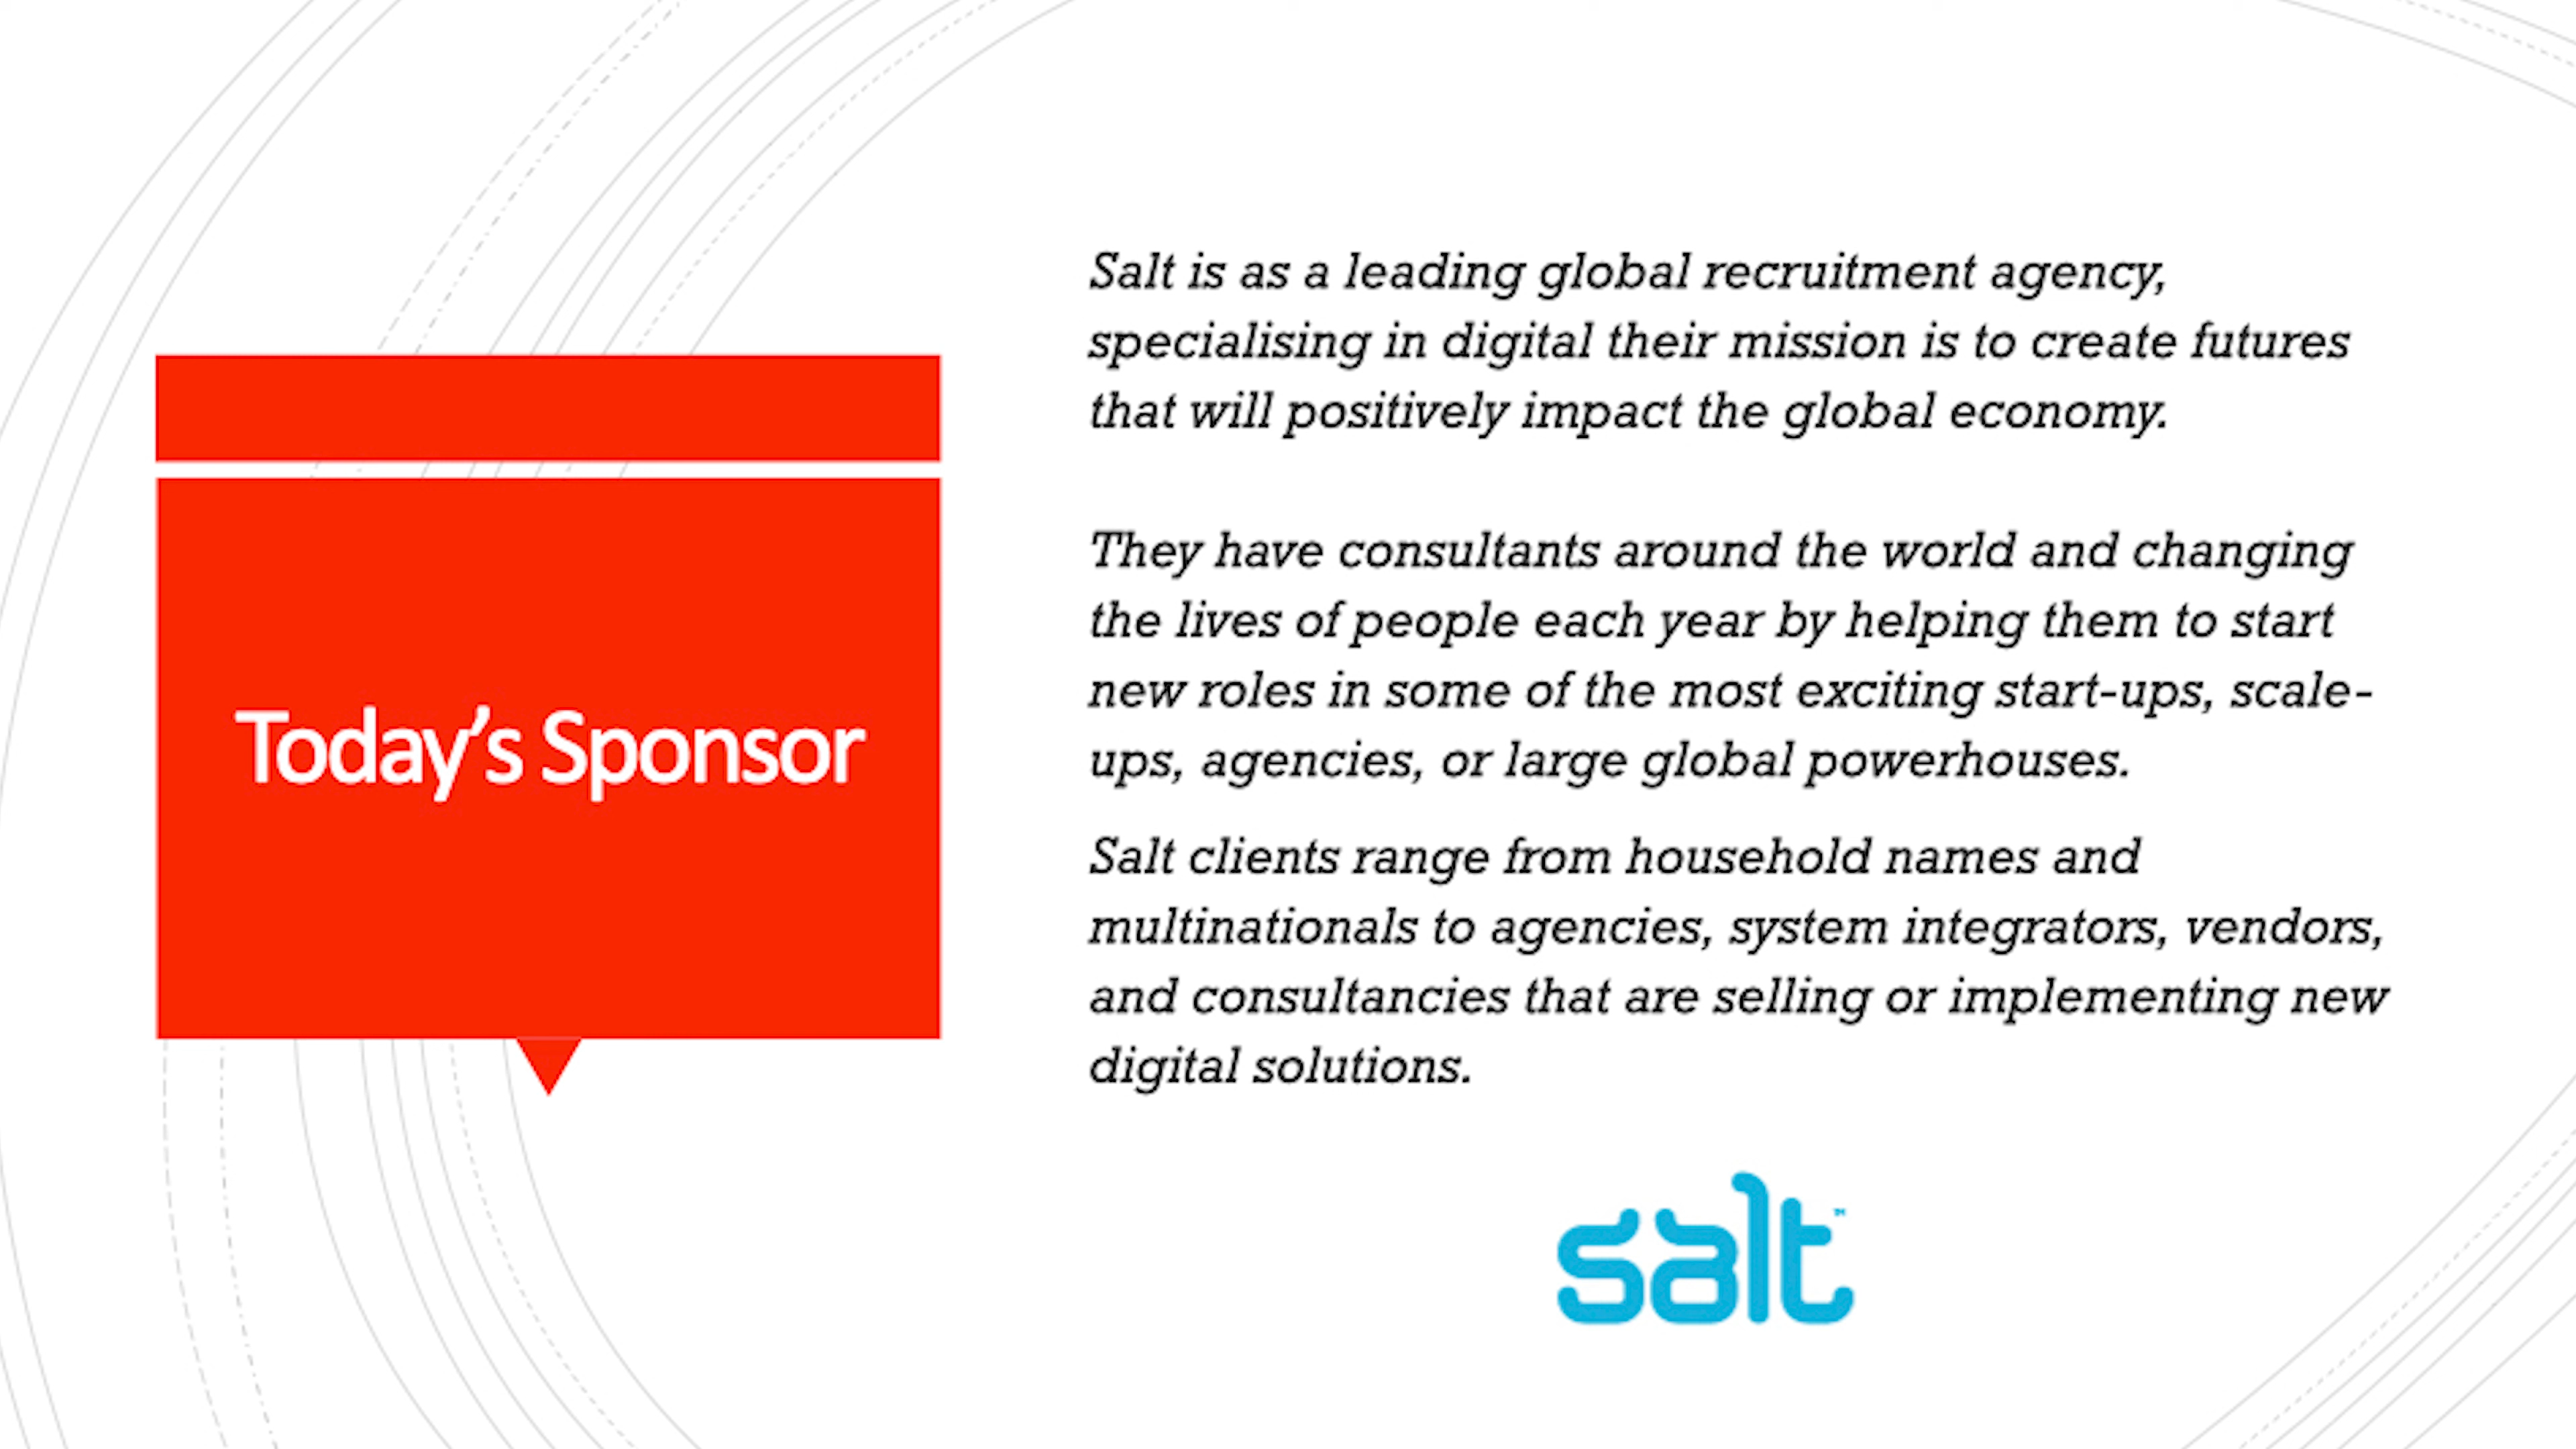 Today's Sponsor
Salt is as a leading global recruitment agency,
specialising in digital their mission is to create futures
that will positively impact the global economy.
They have consultants around the world and changing
the lives of people each year by helping them to start
new roles in some of the most exciting start-ups, scale-
ups, agencies, or large global powerhouses.
Salt clients range from household names and
multinationals to agencies, system integrators, vendors,
and consultancies that are selling or implementing new
digital solutions.
salt™